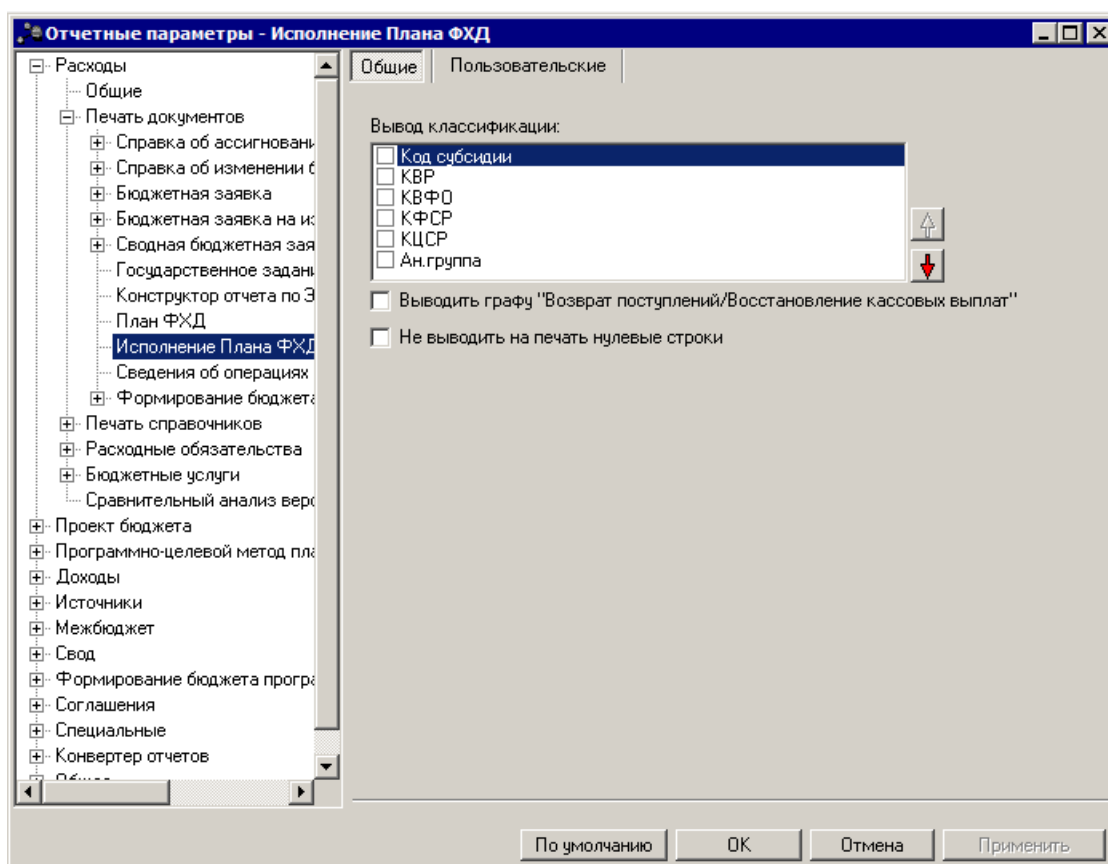 Отчетные параметры - Исполнение Плана ФХД
Расходы
Общие
Печать документов
Справка об ассигновани
Справка об изменении б
Бюджетная заявка
Бюджетная заявка на из
Сводная бюджетная зая
Государственное задани
Конструктор отчета по Э
План ФХД
Исполнение Плана ФХД
Сведения об операциях
Формирование бюджета
Печать справочников
Расходные обязательства
Бюджетные услуги
Сравнительный анализ верс
Проект бюджета
Программно-целевой метод пла
Доходы
Источники
Межбюджет
Свод
Формирование бюджета програ
Соглашения
Специальные
Конвертер отчетов
Общие Пользовательские
Вывод классификации:
Код субсидии
КВР
КВФО
КФСР
КЦСР
Ан.группа
Выводить графу "Возврат поступлений/Восстановление кассовых выплат"
Не выводить на печать нулевые строки
По умолчанию OK Отмена Применить